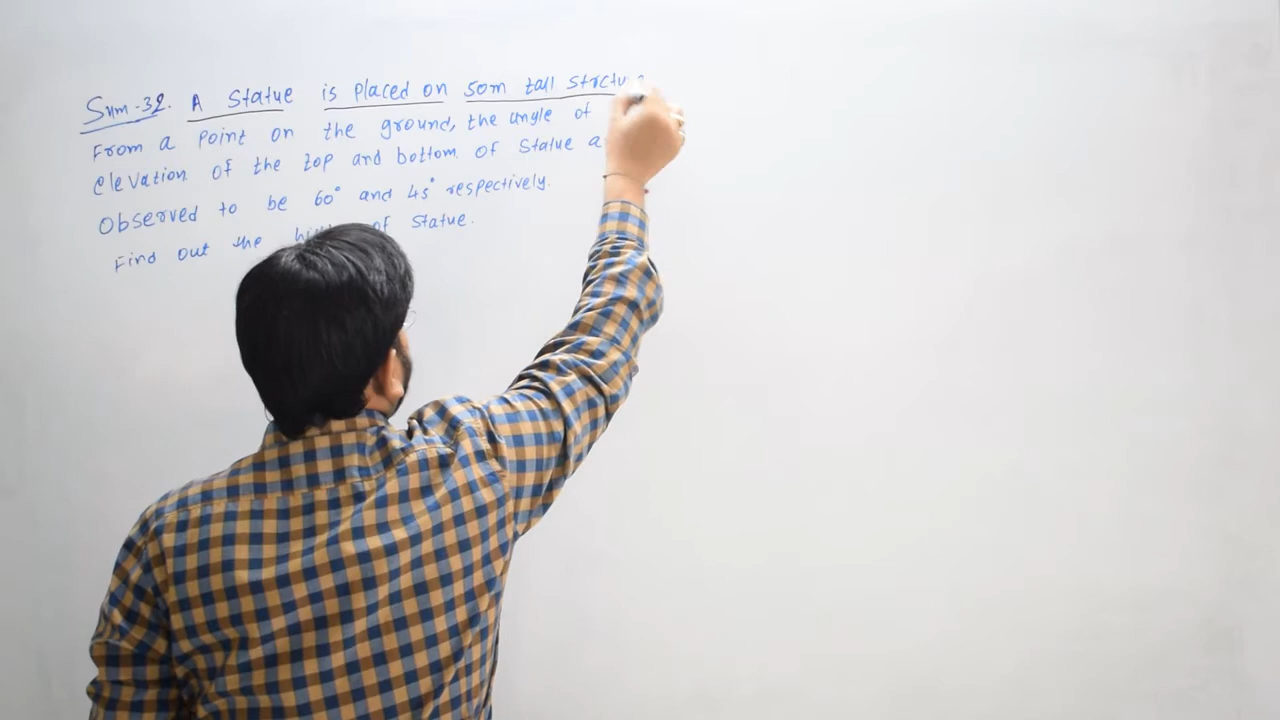 Sum-32. A Statue is placed on 50m tall
From a point on the ground, the angle of
elevation of the top and bottom of Statue
Observed to be 60° and 45° respectively.
Find out the of Statue.